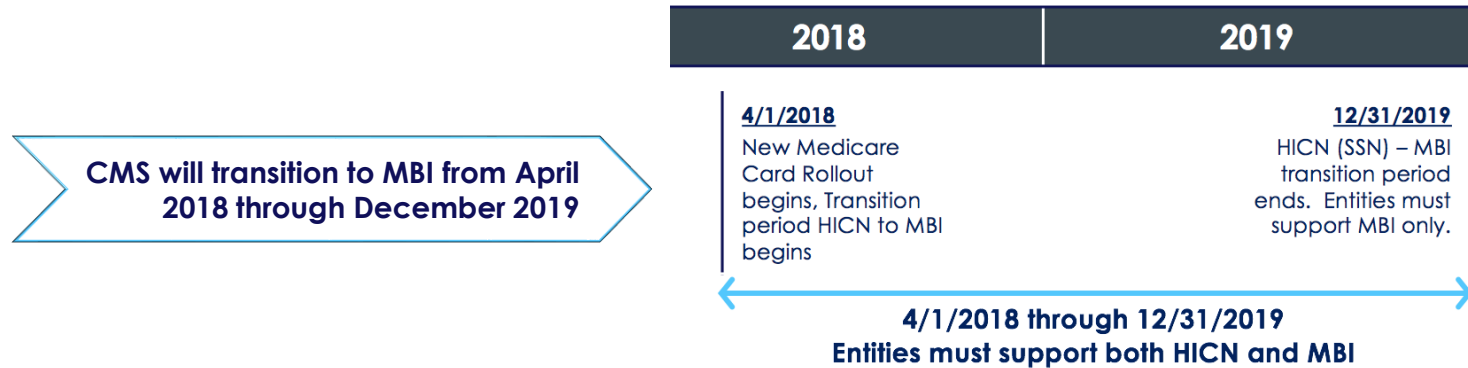 CMS will transition to MBI from April
2018 through December 2019
2018
2019
4/1/2018
New Medicare
Card Rollout
begins, Transition
period HICN to MBI
begins
12/31/2019
HICN (SSN) – MBI
transition period
ends.  Entities must
support MBI only.
4/1/2018 through 12/31/2019
Entities must support both HICN and MBI